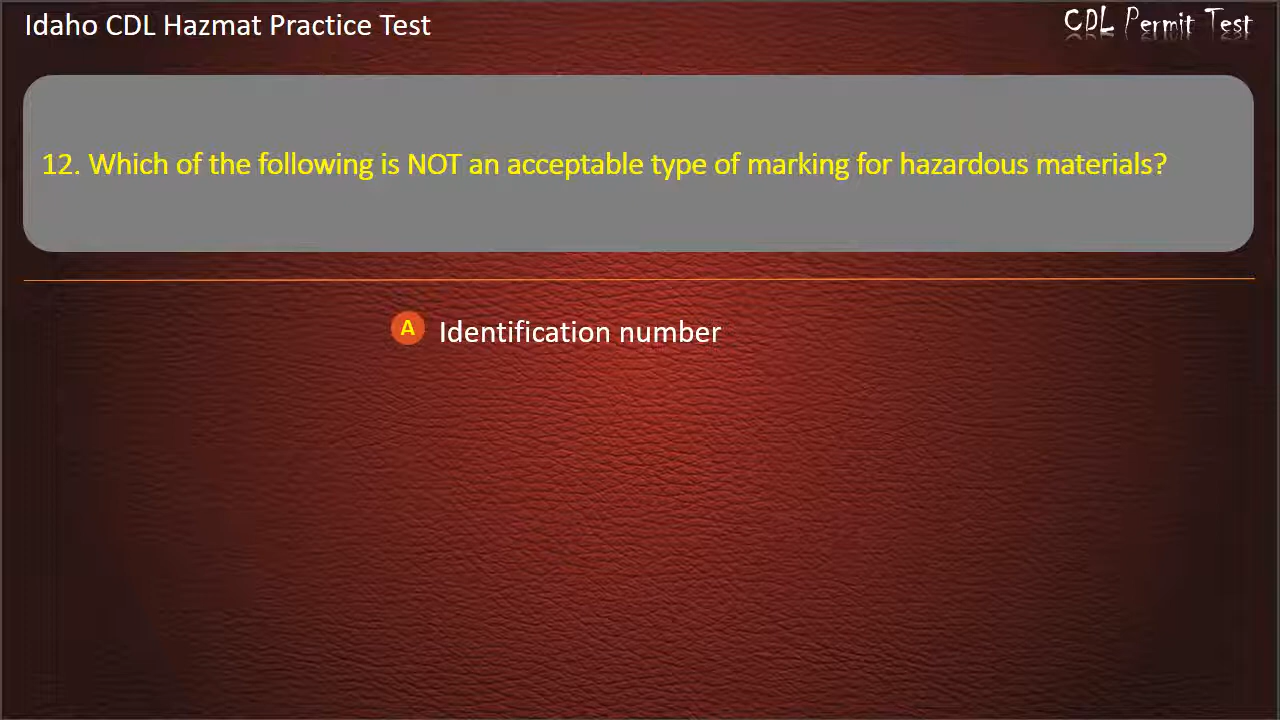 Idaho CDL Hazmat Practice Test
CDL Permit Test
12. Which of the following is NOT an acceptable type of marking for hazardous materials?
A Identification number